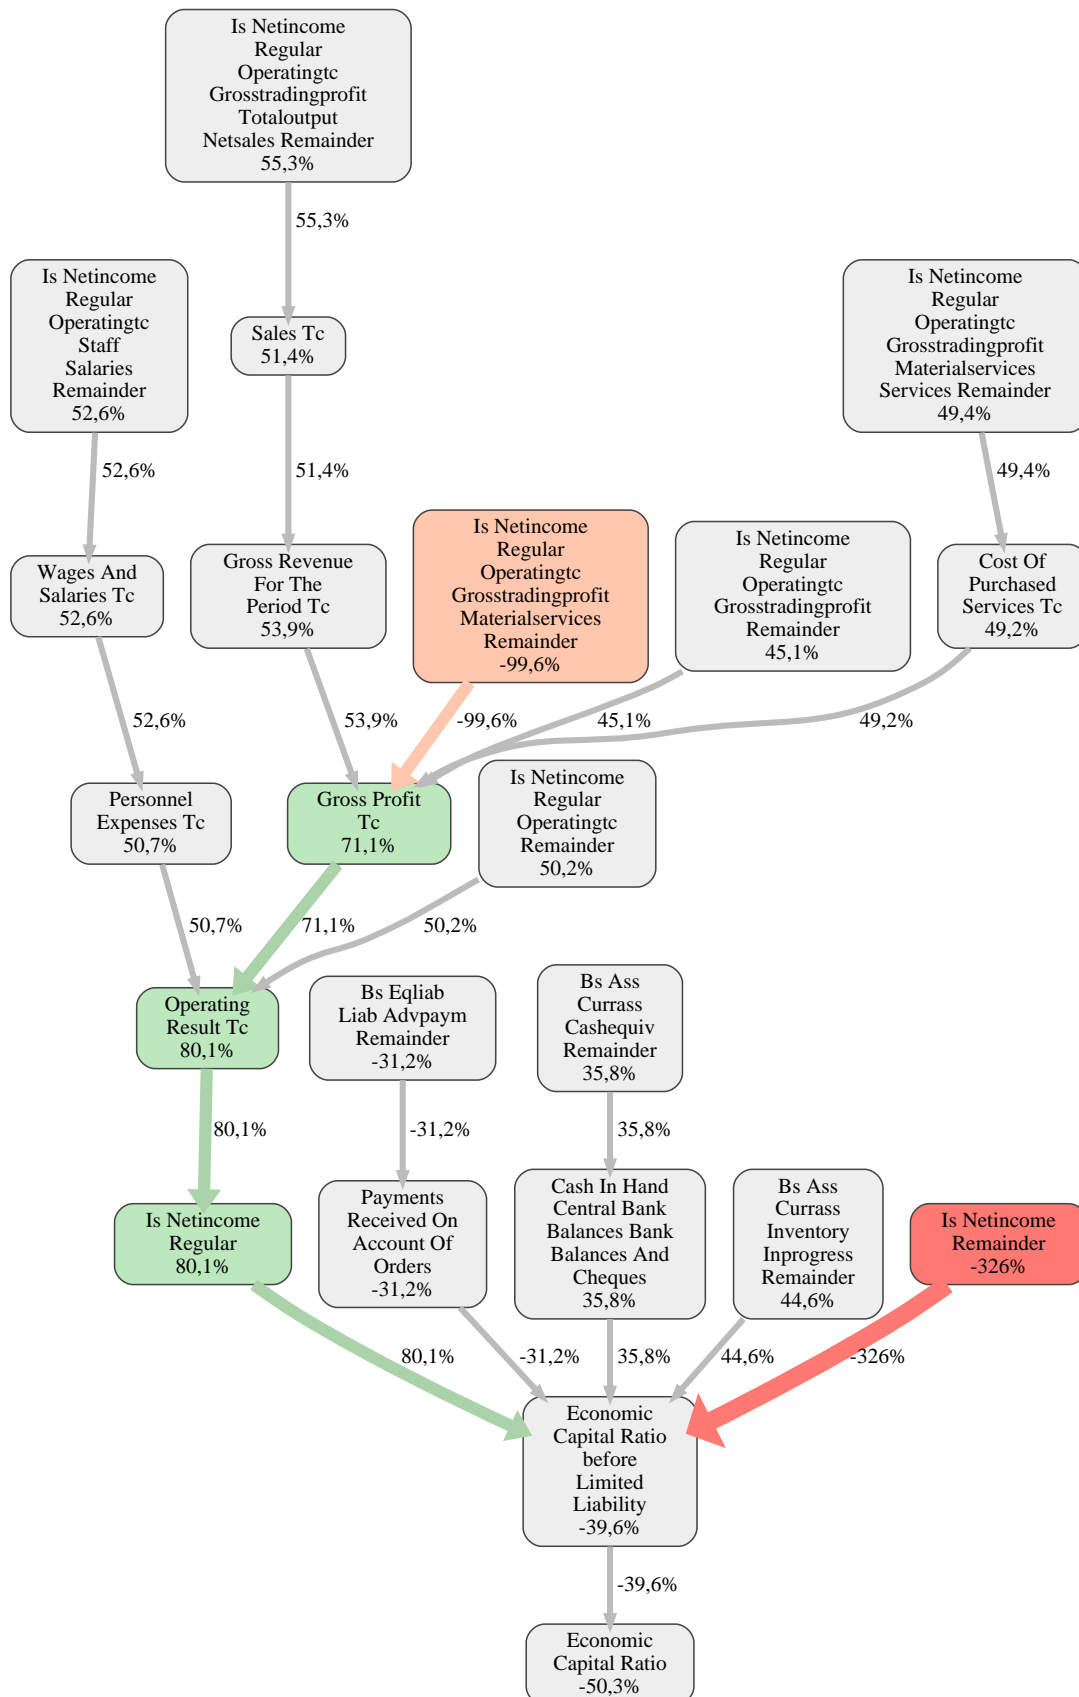 Is Netincome
Regular
Operatingtc
Grosstradingprofit
Totaloutput
Netsales Remainder
55,3%
55,3%
Is Netincome
Regular
Operatingtc
Staff
Salaries
Remainder
52,6%
Sales Tc
51,4%
Is Netincome
Regular
Operatingtc
Grosstradingprofit
Materialservices
Services Remainder
49,4%
52,6%
51,4%
49,4%
Wages And
Salaries Tc
52,6%
Gross Revenue
For The
Period Tc
53,9%
Is Netincome
Regular
Operatingtc
Grosstradingprofit
Materialservices
Remainder
-99,6%
Is Netincome
Regular
Operatingtc
Grosstradingprofit
Remainder
45,1%
Cost Of
Purchased
Services Tc
49,2%
52,6%
53,9%
-99,6%
45,1%
49,2%
Personnel
Expenses Tc
50,7%
Gross Profit
Tc
71,1%
Is Netincome
Regular
Operatingtc
Remainder
50,2%
50,7%
71,1%
50,2%
Operating
Result Tc
80,1%
Bs Eqliab
Liab Advpaym
Remainder
-31,2%
Bs Ass
Currass
Cashequiv
Remainder
35,8%
80,1%
-31,2%
35,8%
Is Netincome
Regular
80,1%
Payments
Received On
Account Of
Orders
-31,2%
Cash In Hand
Central Bank
Balances Bank
Balances And
Cheques
35,8%
Bs Ass
Currass
Inventory
Inprogress
Remainder
44,6%
Is Netincome
Remainder
-326%
80,1%
-31,2%
35,8%
44,6%
-326%
Economic
Capital Ratio
before
Limited
Liability
-39,6%
-39,6%
Economic
Capital Ratio
-50,3%